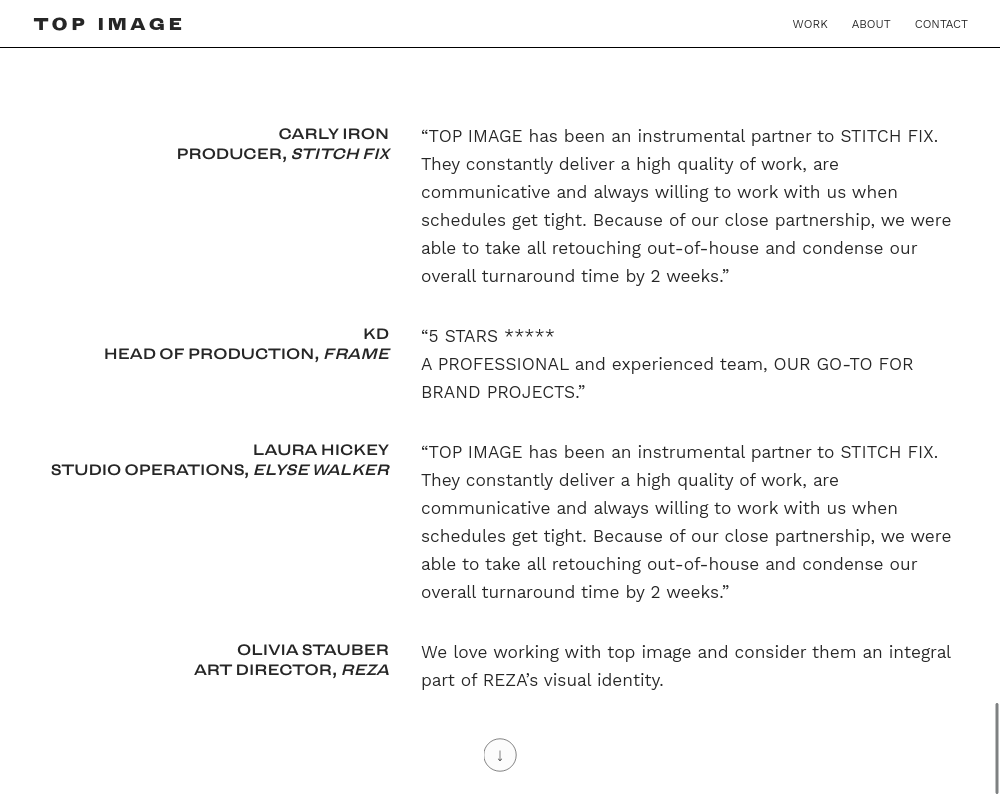 TOP IMAGE
WORK
ABOUT
CONTACT
CARLY IRON
PRODUCER, STITCH FIX
“TOP IMAGE has been an instrumental partner to STITCH FIX.
They constantly deliver a high quality of work, are
communicative and always willing to work with us when
schedules get tight. Because of our close partnership, we were
able to take all retouching out-of-house and condense our
overall turnaround time by 2 weeks.”
KD
HEAD OF PRODUCTION, FRAME
“5 STARS *****
A PROFESSIONAL and experienced team, OUR GO-TO FOR
BRAND PROJECTS.”
LAURA HICKEY
STUDIO OPERATIONS, ELYSE WALKER
“TOP IMAGE has been an instrumental partner to STITCH FIX.
They constantly deliver a high quality of work, are
communicative and always willing to work with us when
schedules get tight. Because of our close partnership, we were
able to take all retouching out-of-house and condense our
overall turnaround time by 2 weeks.”
OLIVIA STAUBER
ART DIRECTOR, REZA
We love working with top image and consider them an integral
part of REZA’s visual identity.
↓